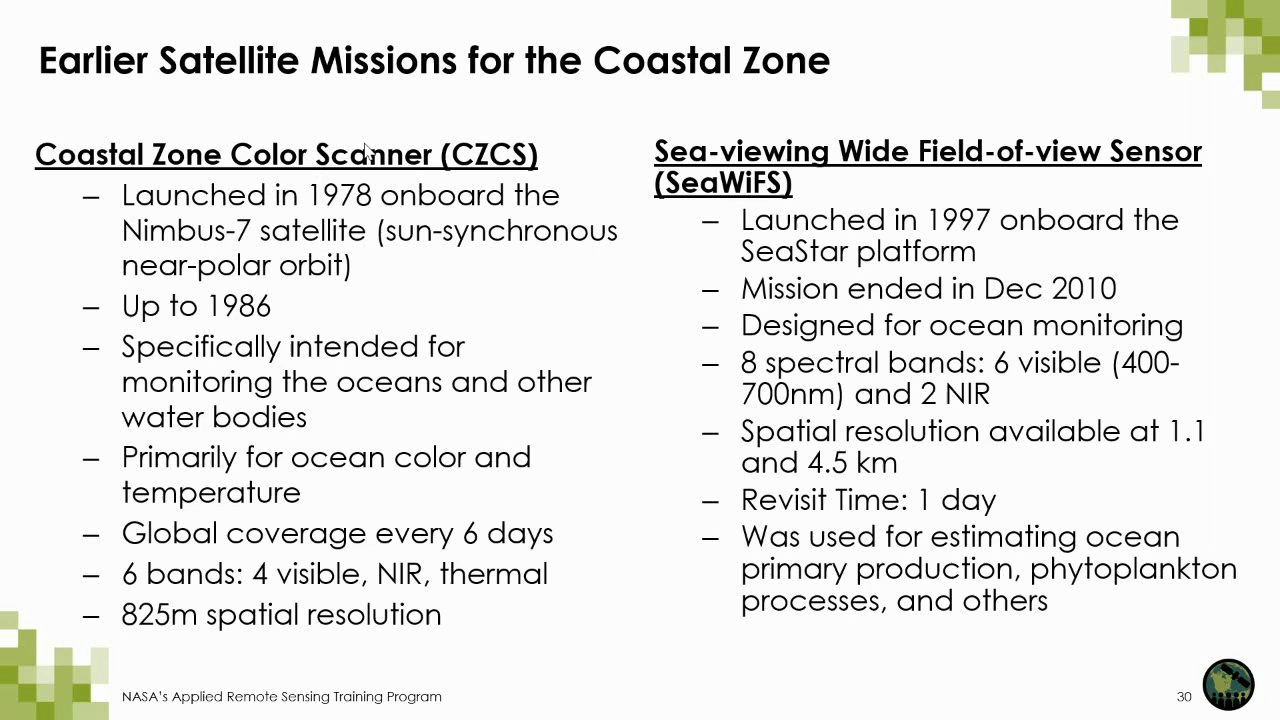 Earlier Satellite Missions for the Coastal Zone
Coastal Zone Color Scanner (CZCS)
– Launched in 1978 onboard the
Nimbus-7 satellite (sun-synchronous
near-polar orbit)
– Up to 1986
– Specifically intended for
monitoring the oceans and other
water bodies
– Primarily for ocean color and
temperature
– Global coverage every 6 days
– 6 bands: 4 visible, NIR, thermal
– 825m spatial resolution
Sea-viewing Wide Field-of-view Sensor
(SeaWiFS)
– Launched in 1997 onboard the
SeaStar platform
– Mission ended in Dec 2010
– Designed for ocean monitoring
– 8 spectral bands: 6 visible (400-
700nm) and 2 NIR
– Spatial resolution available at 1.1
and 4.5 km
– Revisit Time: 1 day
– Was used for estimating ocean
primary production, phytoplankton
processes, and others
NASA's Applied Remote Sensing Training Program
30